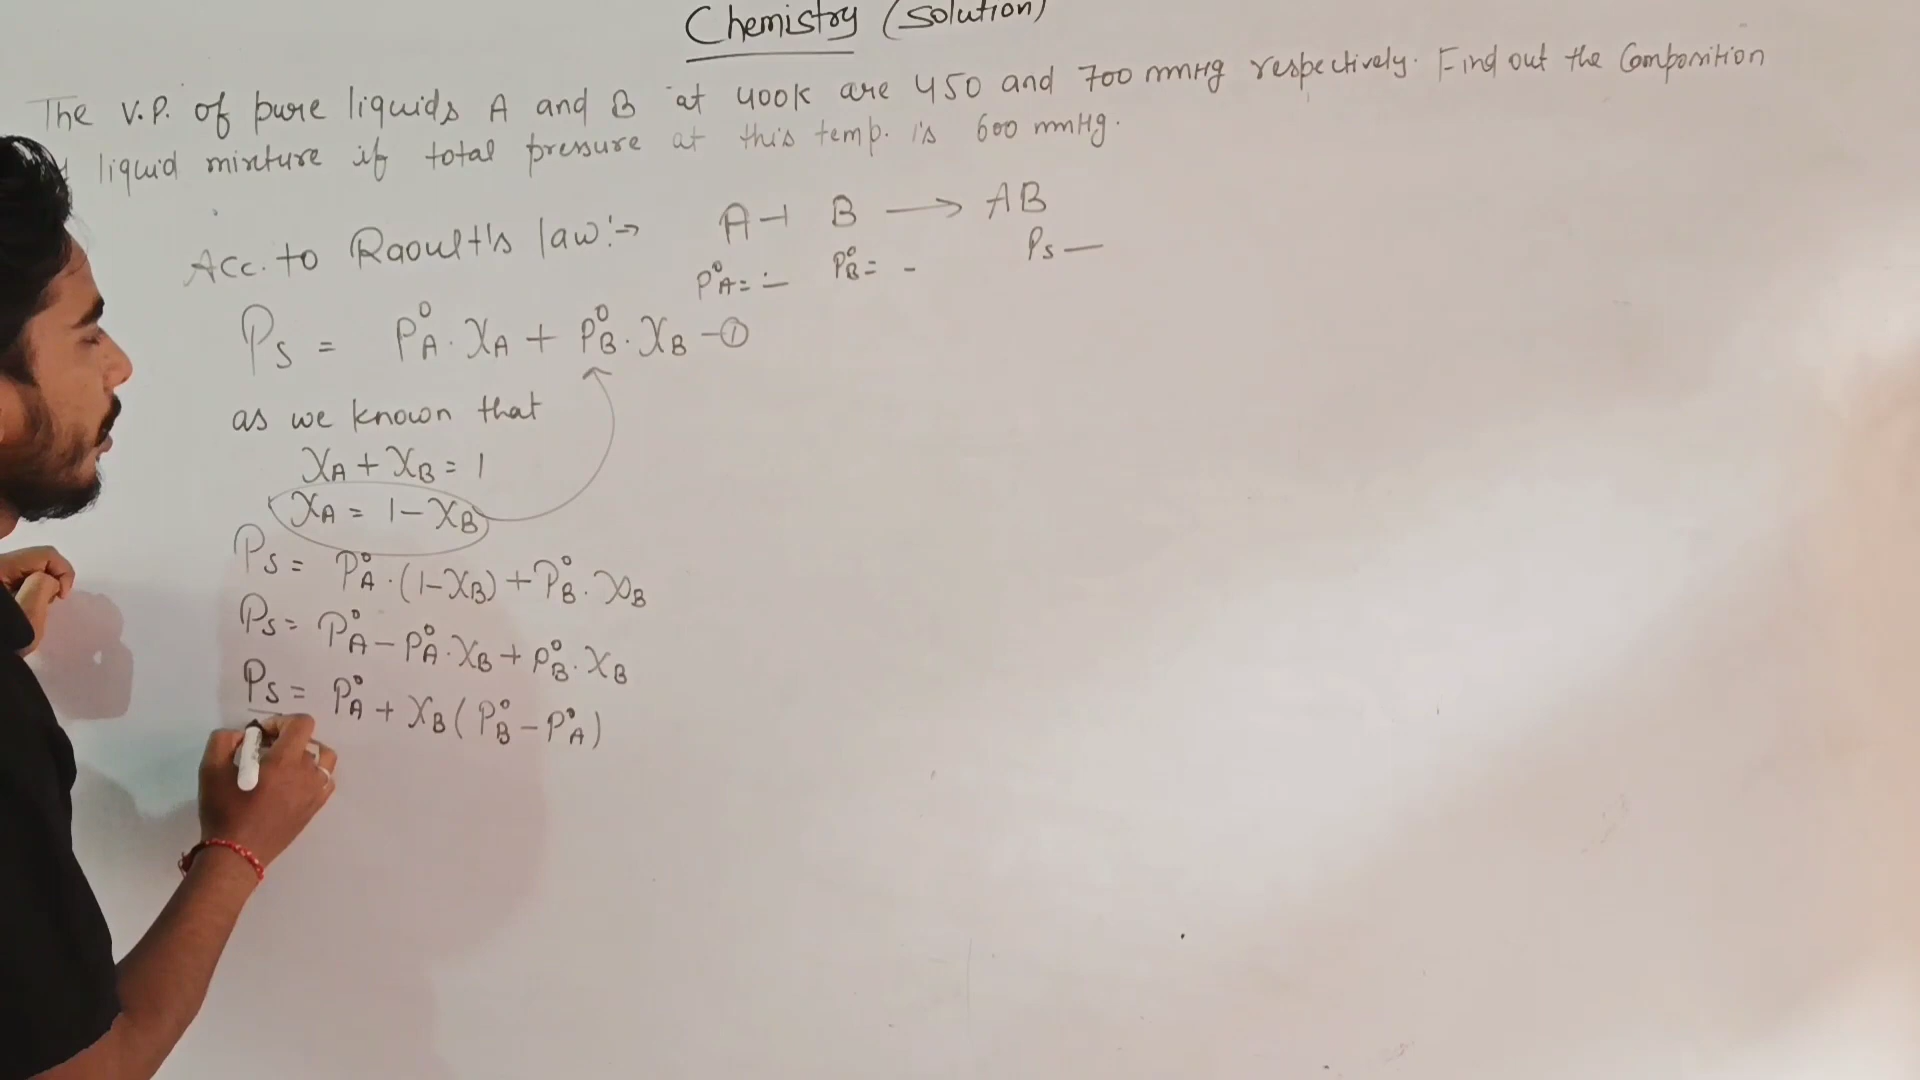 Chemistry (Solution)
The V.P. of pure liquids A and B at 400K are 450 and 700 mmHg respectively. Find out the Composition
liquid mixture if total pressure at this temp. is 600 mmHg.
Acc. to Raoult's law:→ A + B → AB
P°A = — P°B = - Ps —
Ps = P°A . XA + P°B . XB — ①
as we known that
XA + XB = 1
XA = 1 - XB
Ps = P°A . (1-XB) + P°B . XB
Ps = P°A - P°A . XB + P°B . XB
Ps = P°A + XB ( P°B - P°A )